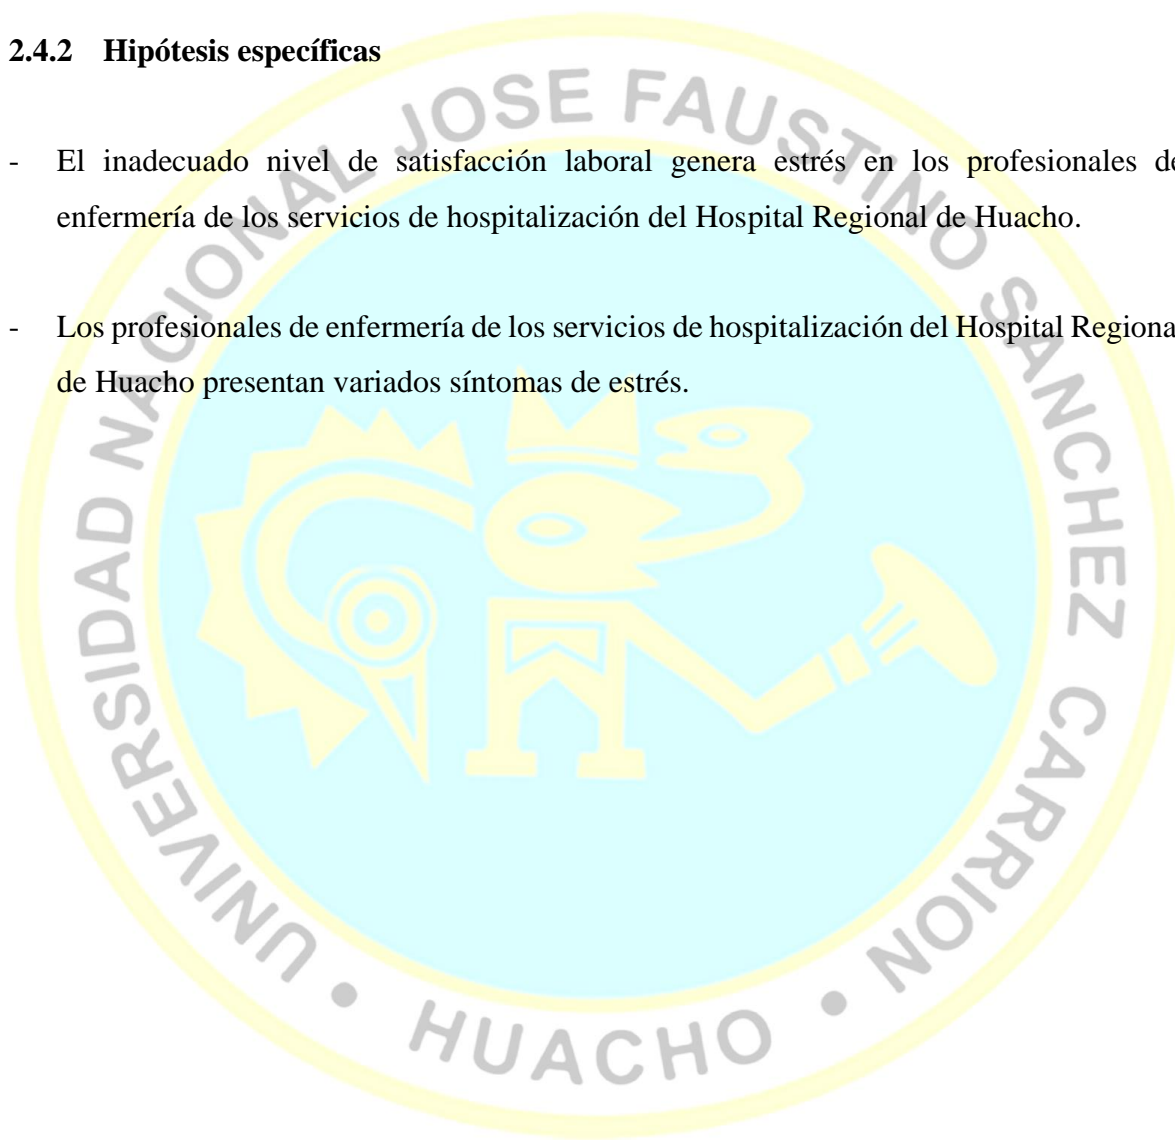 2.4.2 Hipótesis específicas
- El inadecuado nivel de satisfacción laboral genera estrés en los profesionales de
enfermería de los servicios de hospitalización del Hospital Regional de Huacho.
- Los profesionales de enfermería de los servicios de hospitalización del Hospital Regiona
de Huacho presentan variados síntomas de estrés.
UNIVERSIDAD NACIONAL JOSE FAUSTINO SANCHEZ CARRION • HUACHO •